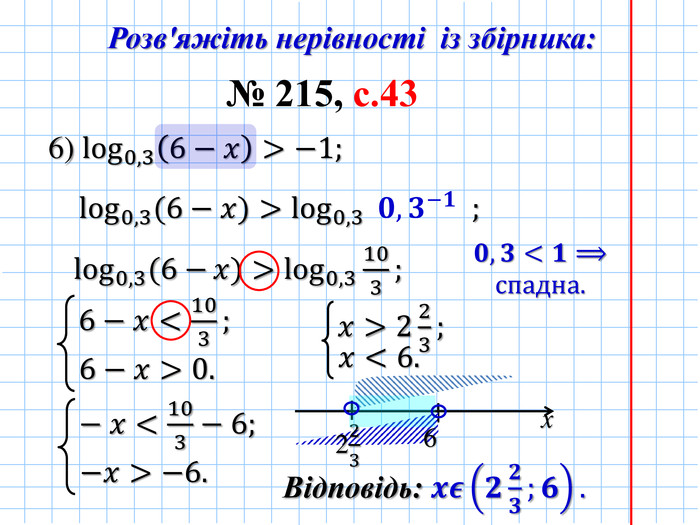 Розв'яжіть нерівності із збірника:
№ 215, с.43
6) log₀,₃(6 − x) > −1;
log₀,₃(6 − x) > log₀,₃ 0,3⁻¹ ;
log₀,₃(6 − x) > log₀,₃ 10/3 ;
0,3 < 1 ⟹
спадна.
{ 6 − x < 10/3 ;
6 − x > 0.
{ x > 2 2/3 ;
x < 6.
{ − x < 10/3 − 6;
−x > −6.
2 2/3 6 x
Відповідь: xϵ (2 2/3 ; 6) .